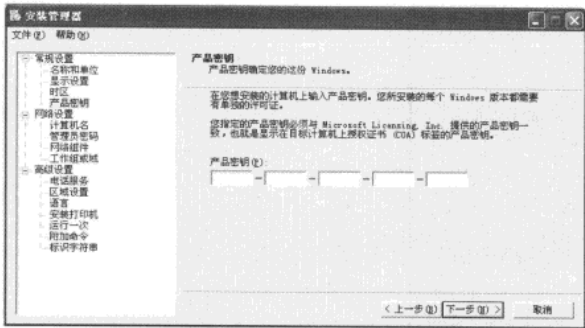 安装管理器
文件(F) 帮助(H)
常规设置
名称和单位
显示设置
时区
产品密钥
网络设置
计算机名
管理员密码
网络组件
工作组或域
高级设置
电话服务
区域设置
语言
安装打印机
运行一次
附加命令
标识字符串
产品密钥
产品密钥确定您的这份 Windows。
在您想安装的计算机上输入产品密钥。您所安装的每个 Windows 版本都需要
有单独的许可证。
您指定的产品密钥必须与 Microsoft Licensing, Inc. 提供的产品密钥一
致，也就是显示在目标计算机上授权证书 (COA) 标签的产品密钥。
产品密钥(P):
< 上一步(B) 下一步(N) > 取消